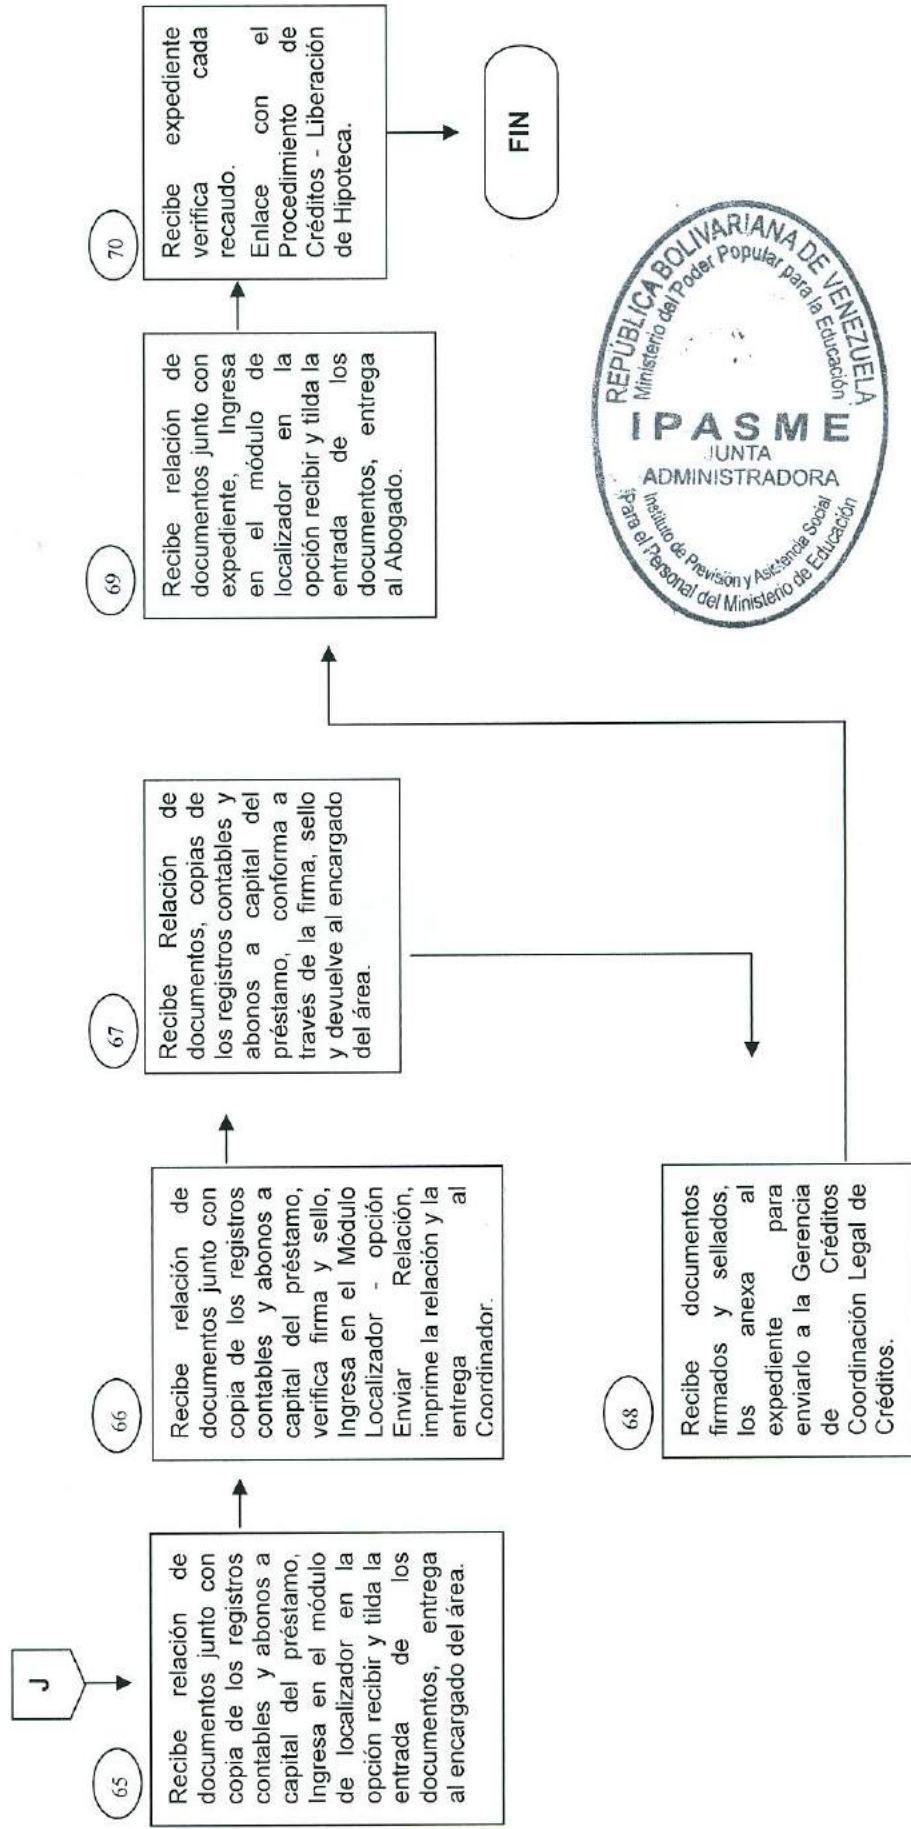 J
65
Recibe relación de
documentos junto con
copia de los registros
contables y abonos a
capital del préstamo,
Ingresa en el módulo
de localizador en la
opción recibir y tilda la
entrada de los
documentos, entrega
al encargado del área.
66
Recibe relación de
documentos junto con
copia de los registros
contables y abonos a
capital del préstamo,
verifica firma y sello,
Ingresa en el Módulo
Localizador - opción
Enviar Relación,
imprime la relación y la
entrega al
Coordinador.
67
Recibe Relación de
documentos, copias de
los registros contables y
abonos a capital del
préstamo, conforma a
través de la firma, sello
y devuelve al encargado
del área.
68
Recibe documentos
firmados y sellados,
los anexa al
expediente para
enviarlo a la Gerencia
de Créditos
Coordinación Legal de
Créditos.
69
Recibe relación de
documentos junto con
expediente, Ingresa
en el módulo de
localizador en la
opción recibir y tilda la
entrada de los
documentos, entrega
al Abogado.
70
Recibe expediente
verifica cada
recaudo.
Enlace con el
Procedimiento de
Créditos - Liberación
de Hipoteca.
FIN
REPÚBLICA BOLIVARIANA DE VENEZUELA
Ministerio del Poder Popular para la Educación
IPASME
JUNTA
ADMINISTRADORA
Instituto de Previsión y Asistencia Social
Para el Personal del Ministerio de Educación